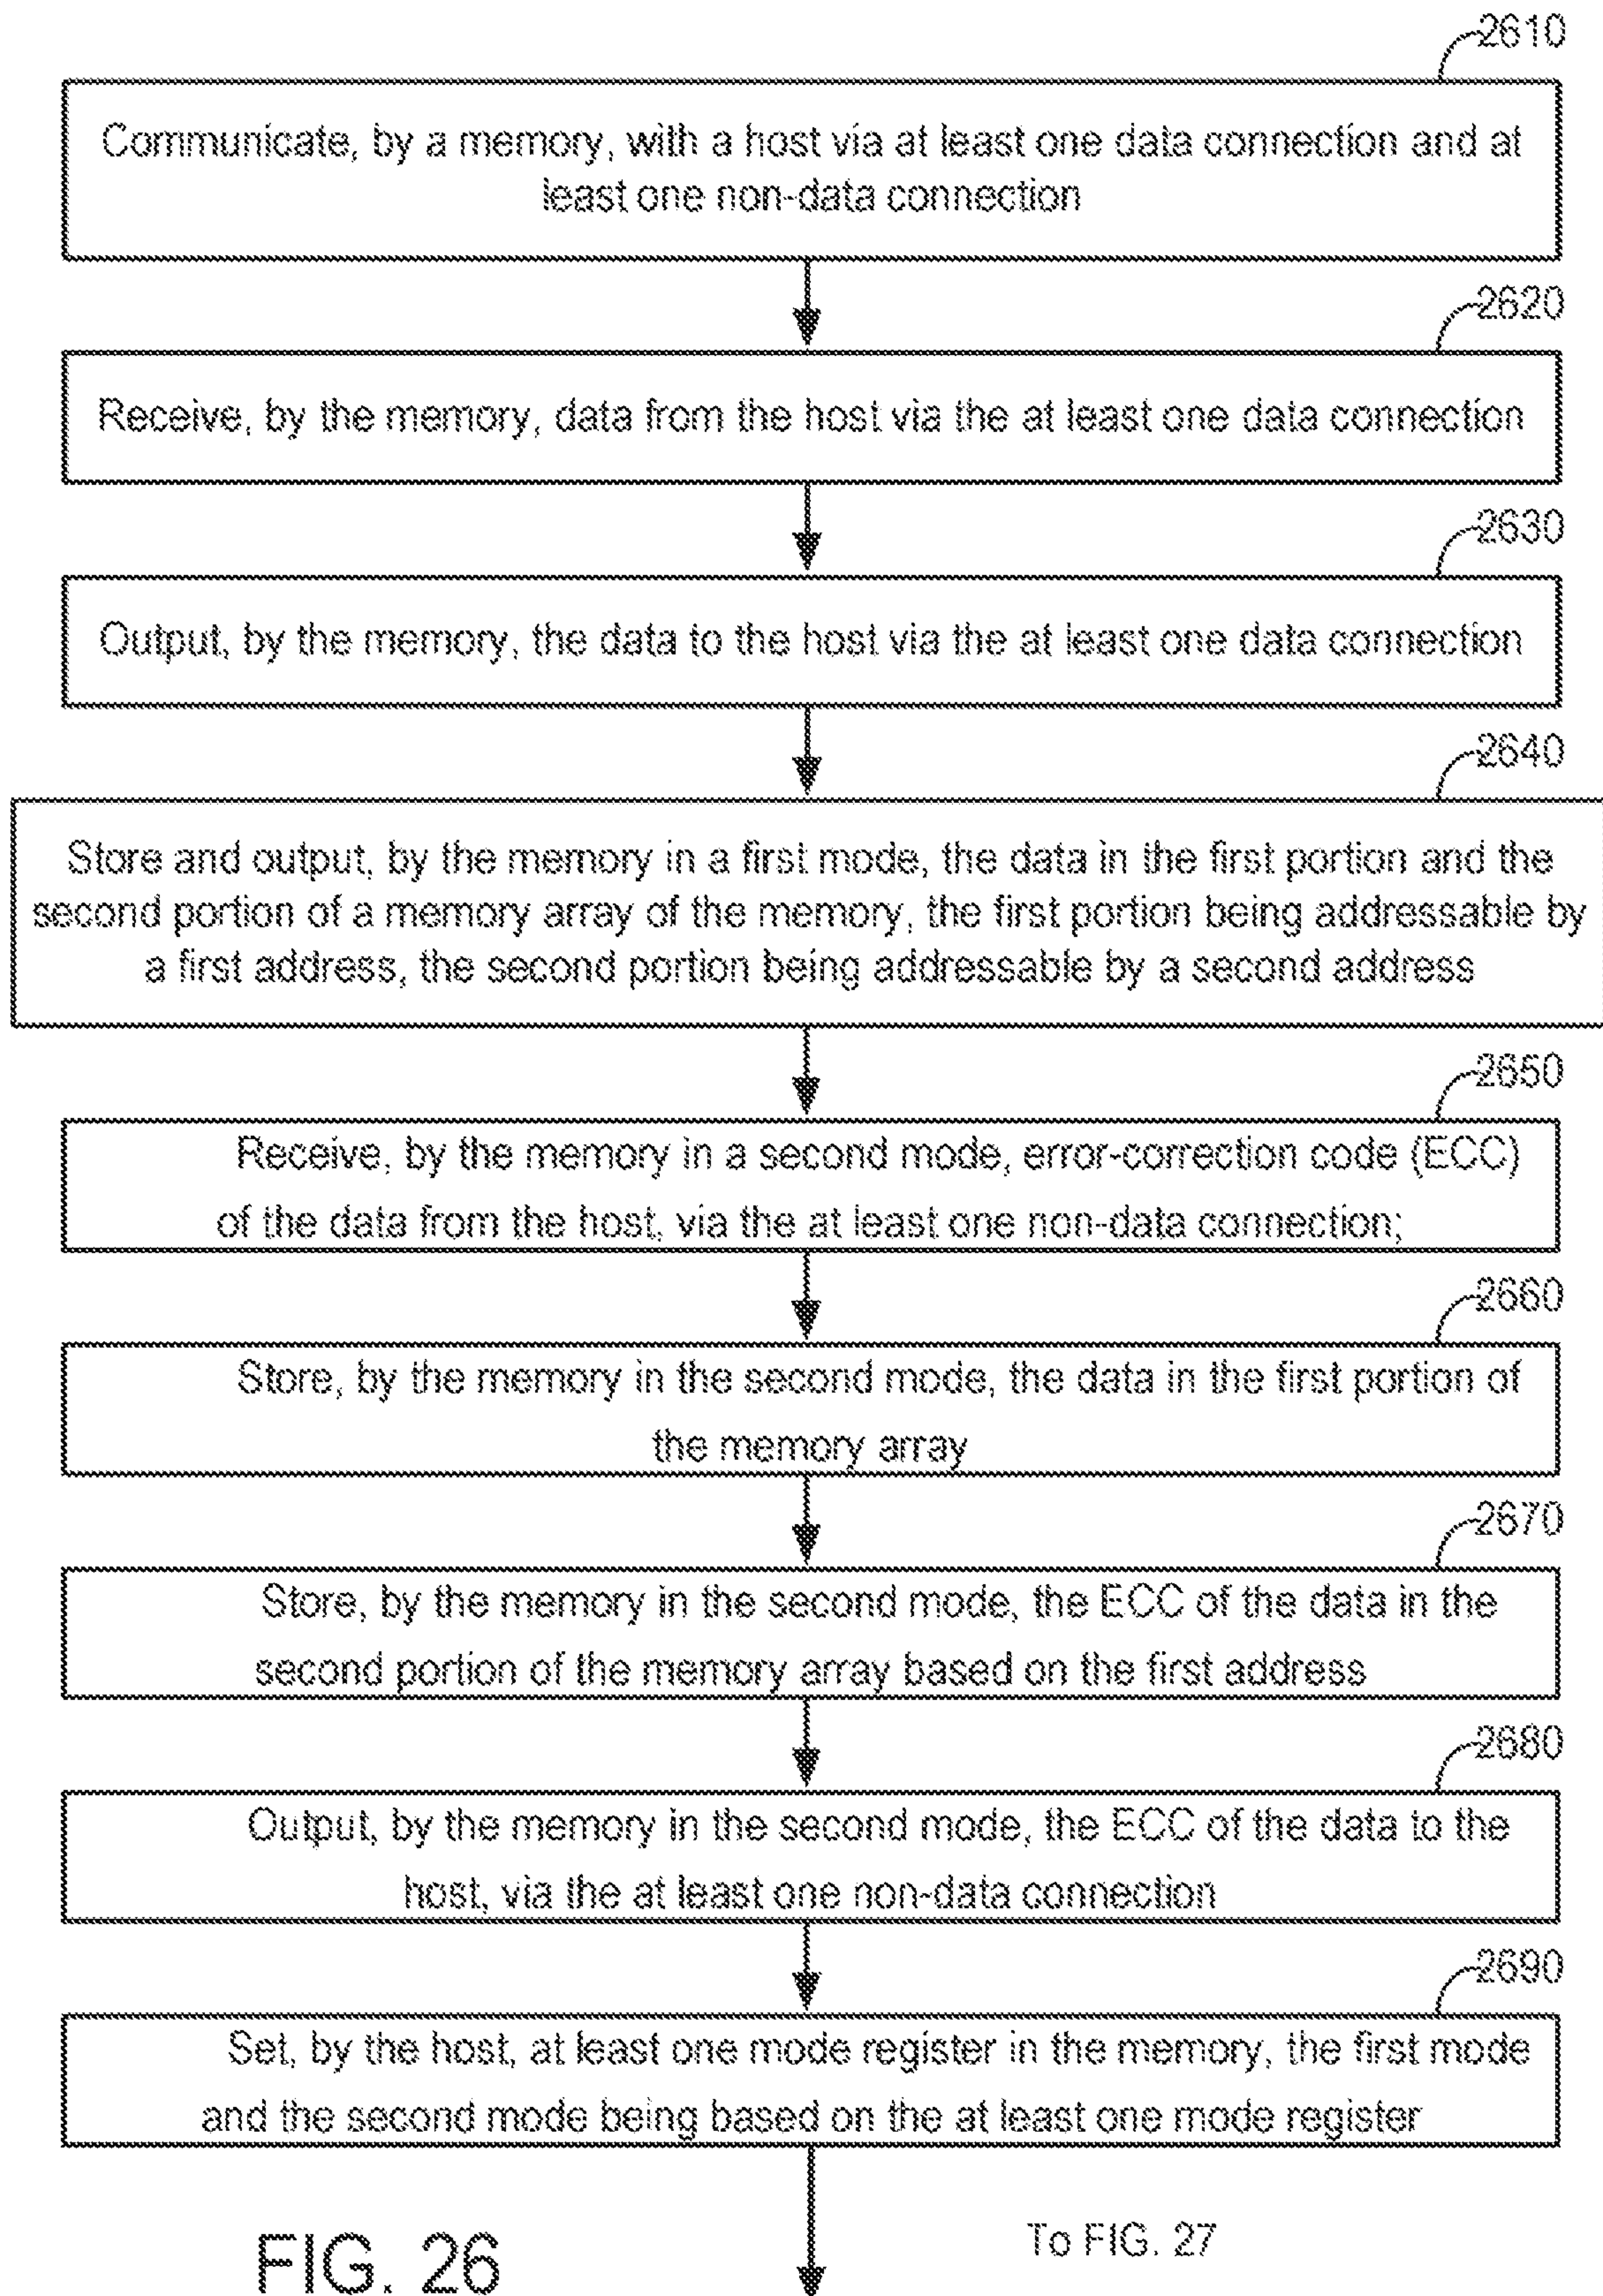 2610
Communicate, by a memory, with a host via at least one data connection and at
least one non-data connection
2620
Receive, by the memory, data from the host via the at least one data connection
2630
Output, by the memory, the data to the host via the at least one data connection
2640
Store and output, by the memory in a first mode, the data in the first portion and the
second portion of a memory array of the memory, the first portion being addressable by
a first address, the second portion being addressable by a second address
2650
Receive, by the memory in a second mode, error-correction code (ECC)
of the data from the host, via the at least one non-data connection;
2660
Store, by the memory in the second mode, the data in the first portion of
the memory array
2670
Store, by the memory in the second mode, the ECC of the data in the
second portion of the memory array based on the first address
2680
Output, by the memory in the second mode, the ECC of the data to the
host, via the at least one non-data connection
2690
Set, by the host, at least one mode register in the memory, the first mode
and the second mode being based on the at least one mode register
To FIG. 27
FIG. 26